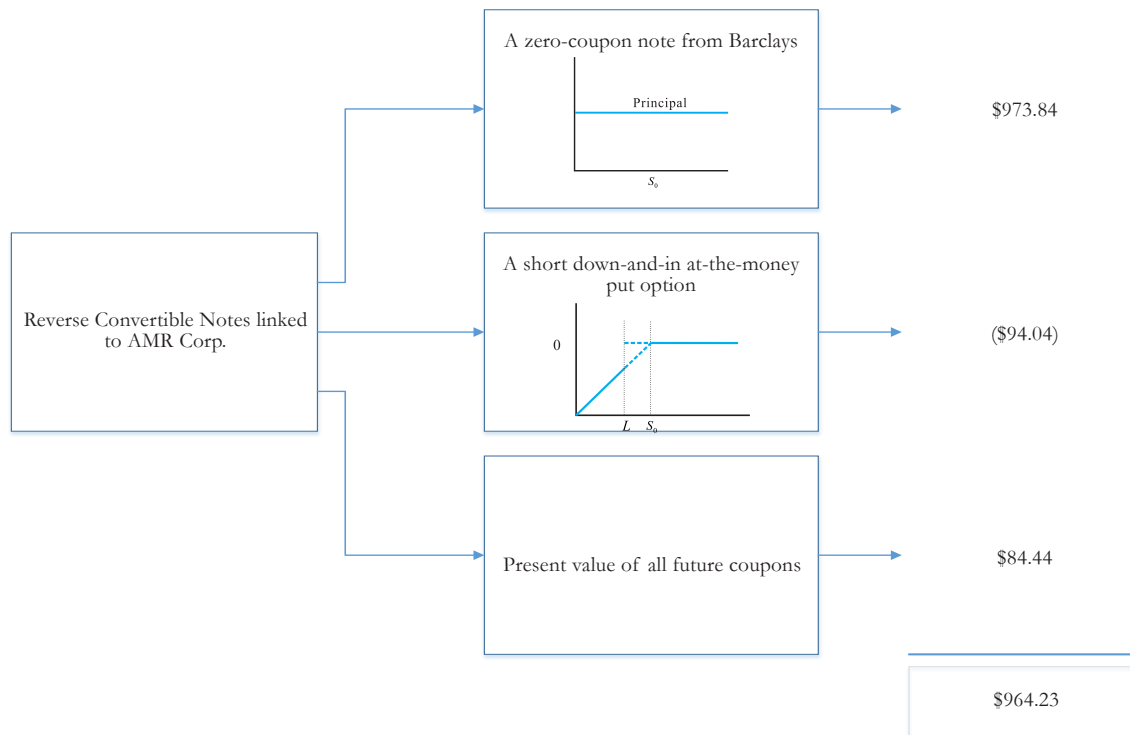 A zero-coupon note from Barclays
Principal
S₀
$973.84
Reverse Convertible Notes linked
to AMR Corp.
A short down-and-in at-the-money
put option
0
L S₀
($94.04)
Present value of all future coupons
$84.44
$964.23